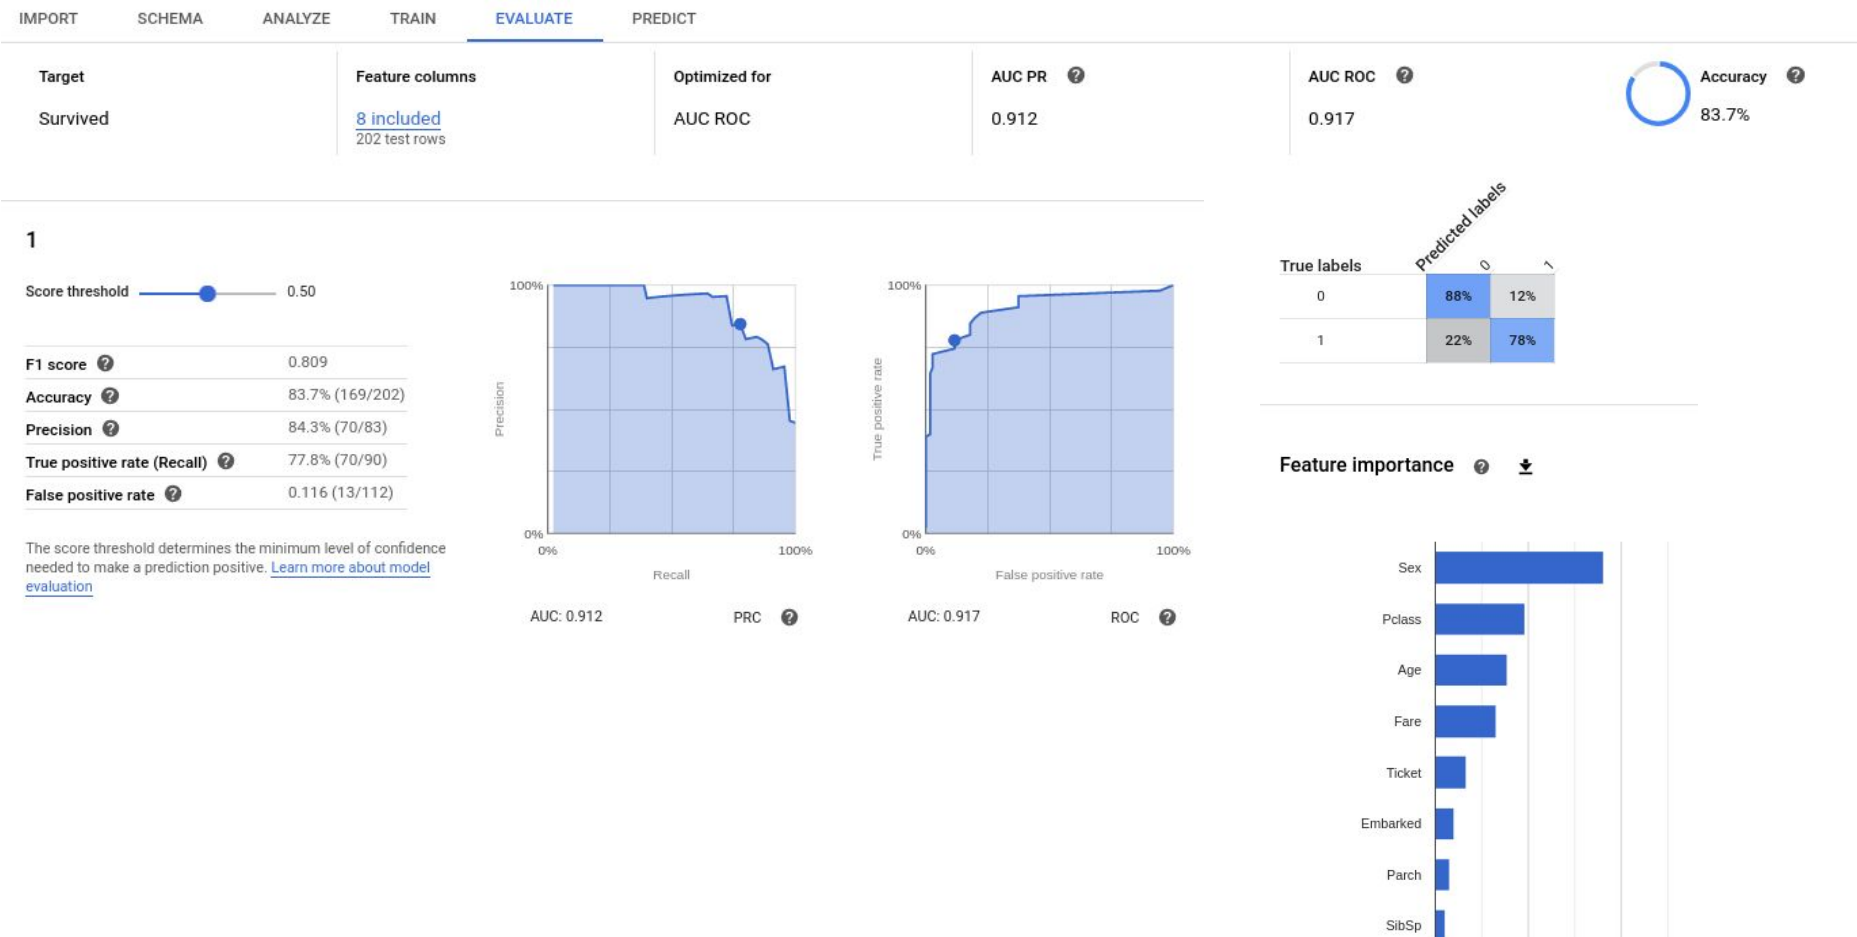 IMPORT SCHEMA ANALYZE TRAIN EVALUATE PREDICT
Target Feature columns Optimized for AUC PR AUC ROC Accuracy
Survived 8 included AUC ROC 0.912 0.917 83.7%
202 test rows
1
Score threshold 0.50
F1 score 0.809
Accuracy 83.7% (169/202)
Precision 84.3% (70/83)
True positive rate (Recall) 77.8% (70/90)
False positive rate 0.116 (13/112)
The score threshold determines the minimum level of confidence
needed to make a prediction positive. Learn more about model
evaluation
100%
Precision
0%
0% 100%
Recall
AUC: 0.912 PRC
100%
True positive rate
0%
0% 100%
False positive rate
AUC: 0.917 ROC
Predicted labels
True labels 0 1
0 88% 12%
1 22% 78%
Feature importance
Sex
Pclass
Age
Fare
Ticket
Embarked
Parch
SibSp